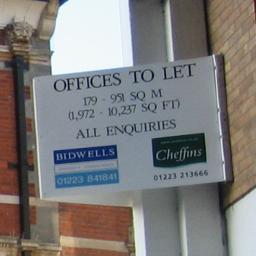 OFFICES TO LET
179 - 951 SQ M
(1,972 - 10,237 SQ FT)
ALL ENQUIRIES
BIDWELLS
01223 841841
Cheffins
01223 213666